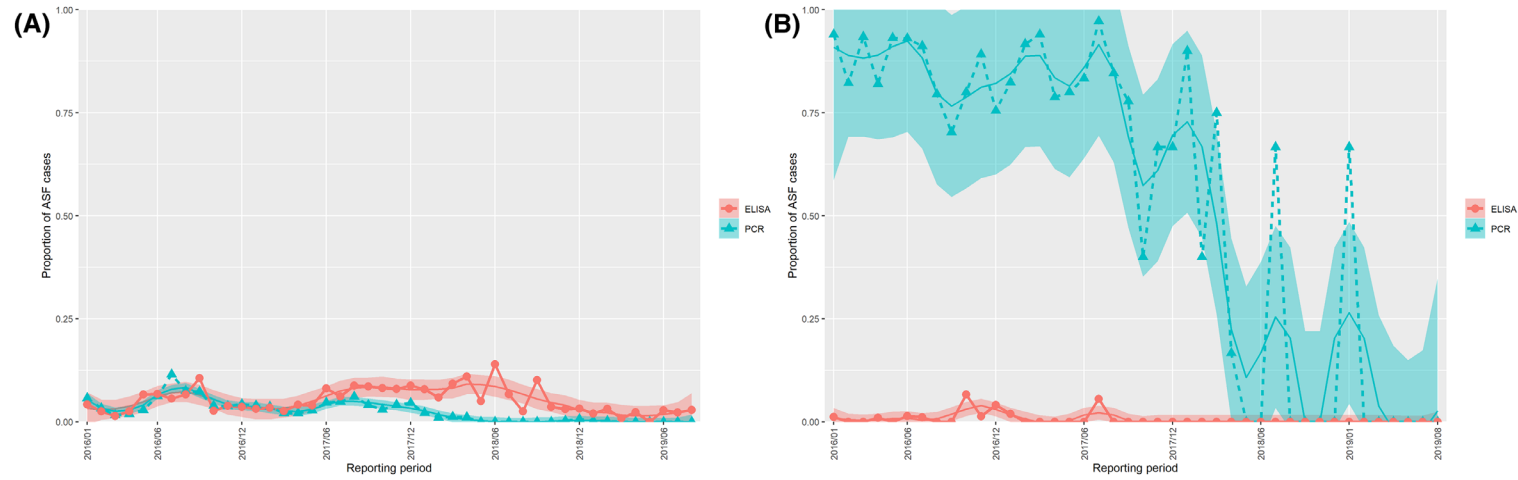 (A)
Proportion of ASF cases
1.00
0.75
0.50
0.25
0.00
2016/01
2016/06
2016/12
2017/06
2017/12
2018/06
2018/12
2019/06
Reporting period
ELISA
PCR
(B)
Proportion of ASF cases
1.00
0.75
0.50
0.25
0.00
2016/01
2016/06
2016/12
2017/06
2017/12
2018/06
2019/01
2019/08
Reporting period
ELISA
PCR